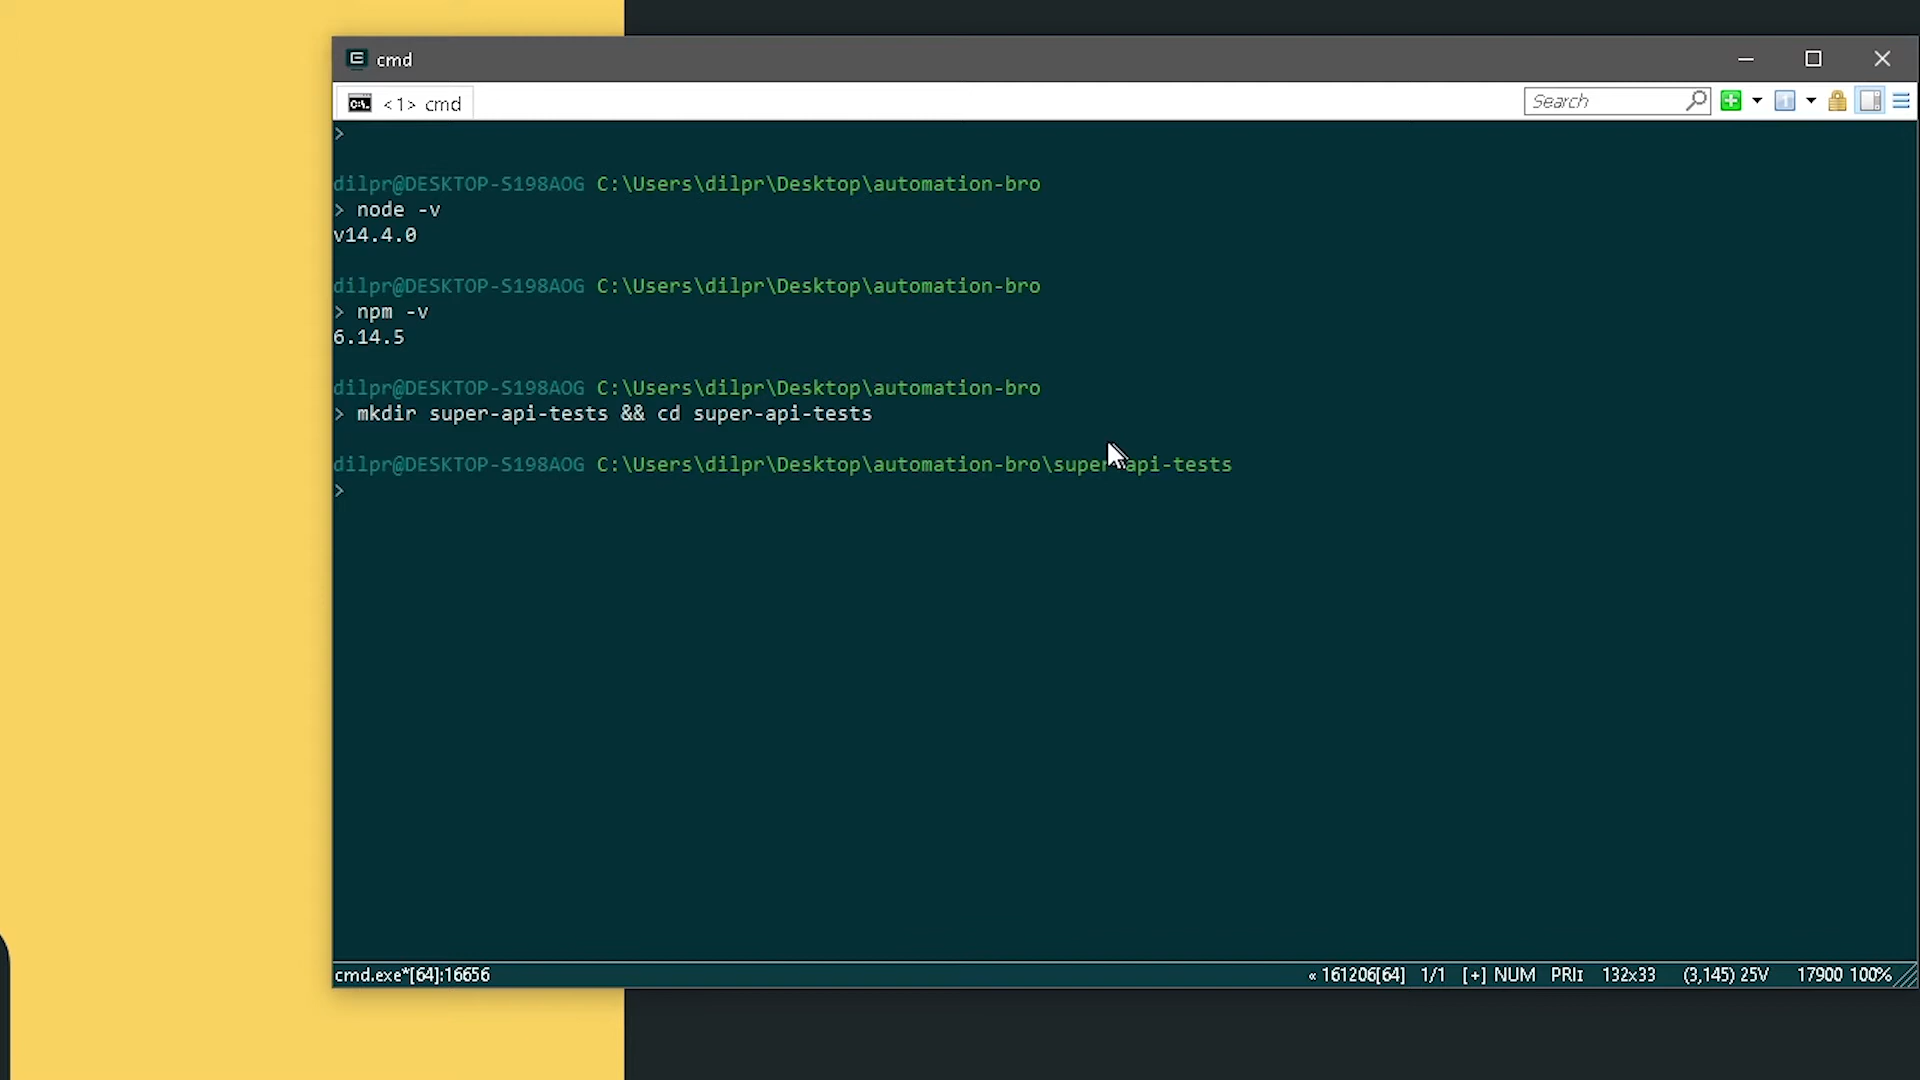 cmd
<1> cmd
Search
>
dilpr@DESKTOP-S198AOG C:\Users\dilpr\Desktop\automation-bro
> node -v
v14.4.0
dilpr@DESKTOP-S198AOG C:\Users\dilpr\Desktop\automation-bro
> npm -v
6.14.5
dilpr@DESKTOP-S198AOG C:\Users\dilpr\Desktop\automation-bro
> mkdir super-api-tests && cd super-api-tests
dilpr@DESKTOP-S198AOG C:\Users\dilpr\Desktop\automation-bro\super-api-tests
>
cmd.exe*[64]:16656 « 161206[64] 1/1 [+] NUM PRI↕ 132x33 (3,145) 25V 17900 100%